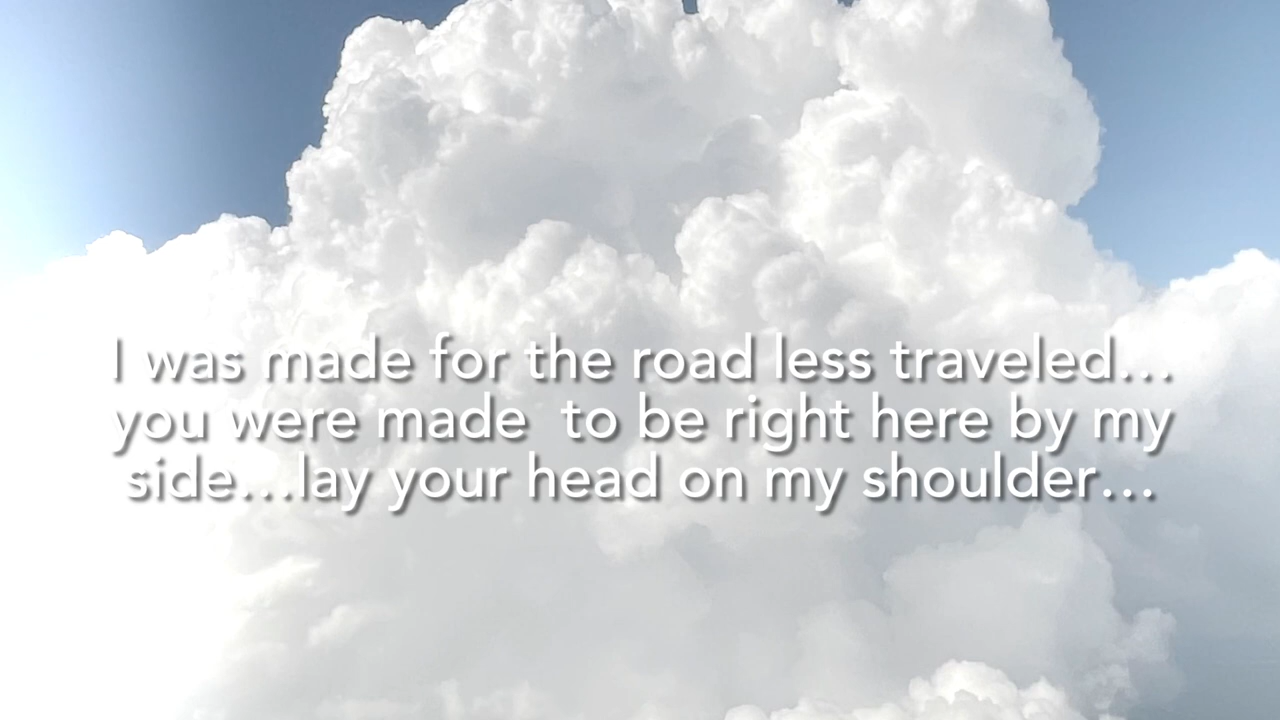 I was made for the road less traveled...
you were made  to be right here by my
side...lay your head on my shoulder...